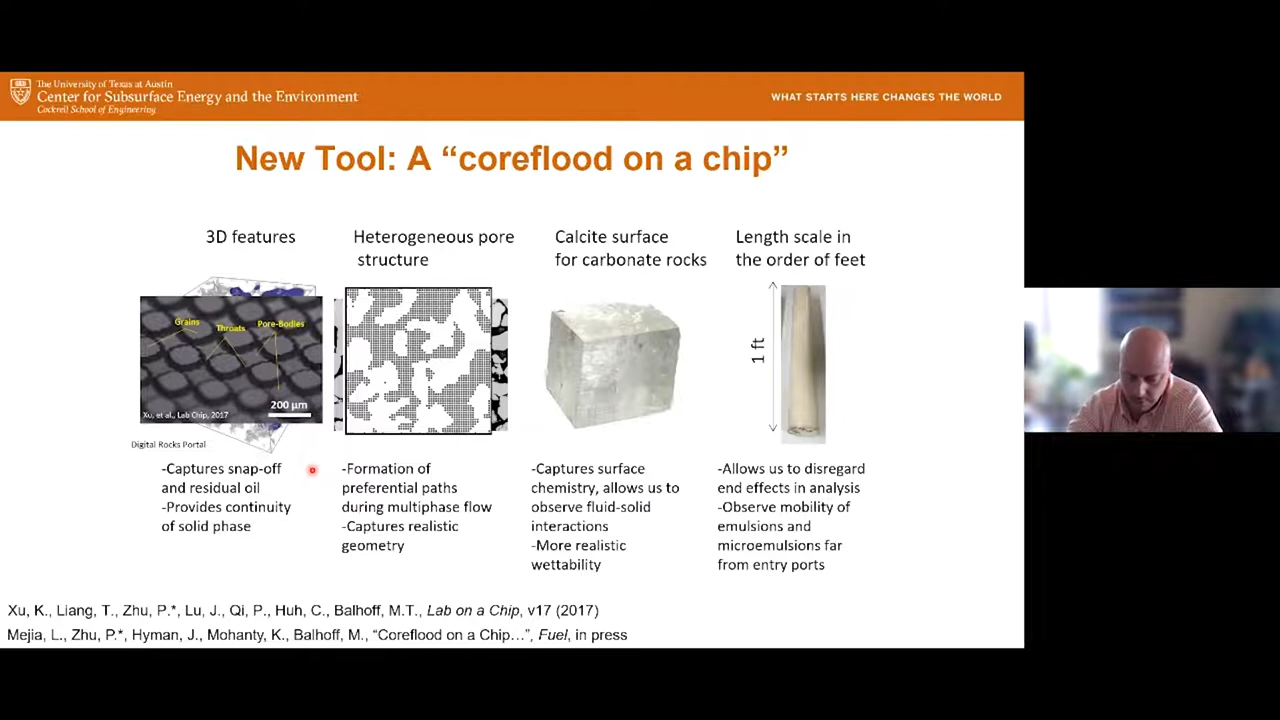 The University of Texas at Austin
Center for Subsurface Energy and the Environment
Cockrell School of Engineering
WHAT STARTS HERE CHANGES THE WORLD
New Tool: A “coreflood on a chip”
3D features
Heterogeneous pore
structure
Calcite surface
for carbonate rocks
Length scale in
the order of feet
Grains
Throats
Pore-Bodies
200 µm
Xu, et al., Lab Chip, 2017
Digital Rocks Portal
1 ft
-Captures snap-off
and residual oil
-Provides continuity
of solid phase
-Formation of
preferential paths
during multiphase flow
-Captures realistic
geometry
-Captures surface
chemistry, allows us to
observe fluid-solid
interactions
-More realistic
wettability
-Allows us to disregard
end effects in analysis
-Observe mobility of
emulsions and
microemulsions far
from entry ports
Xu, K., Liang, T., Zhu, P.*, Lu, J., Qi, P., Huh, C., Balhoff, M.T., Lab on a Chip, v17 (2017)
Mejia, L., Zhu, P.*, Hyman, J., Mohanty, K., Balhoff, M., “Coreflood on a Chip…”, Fuel, in press